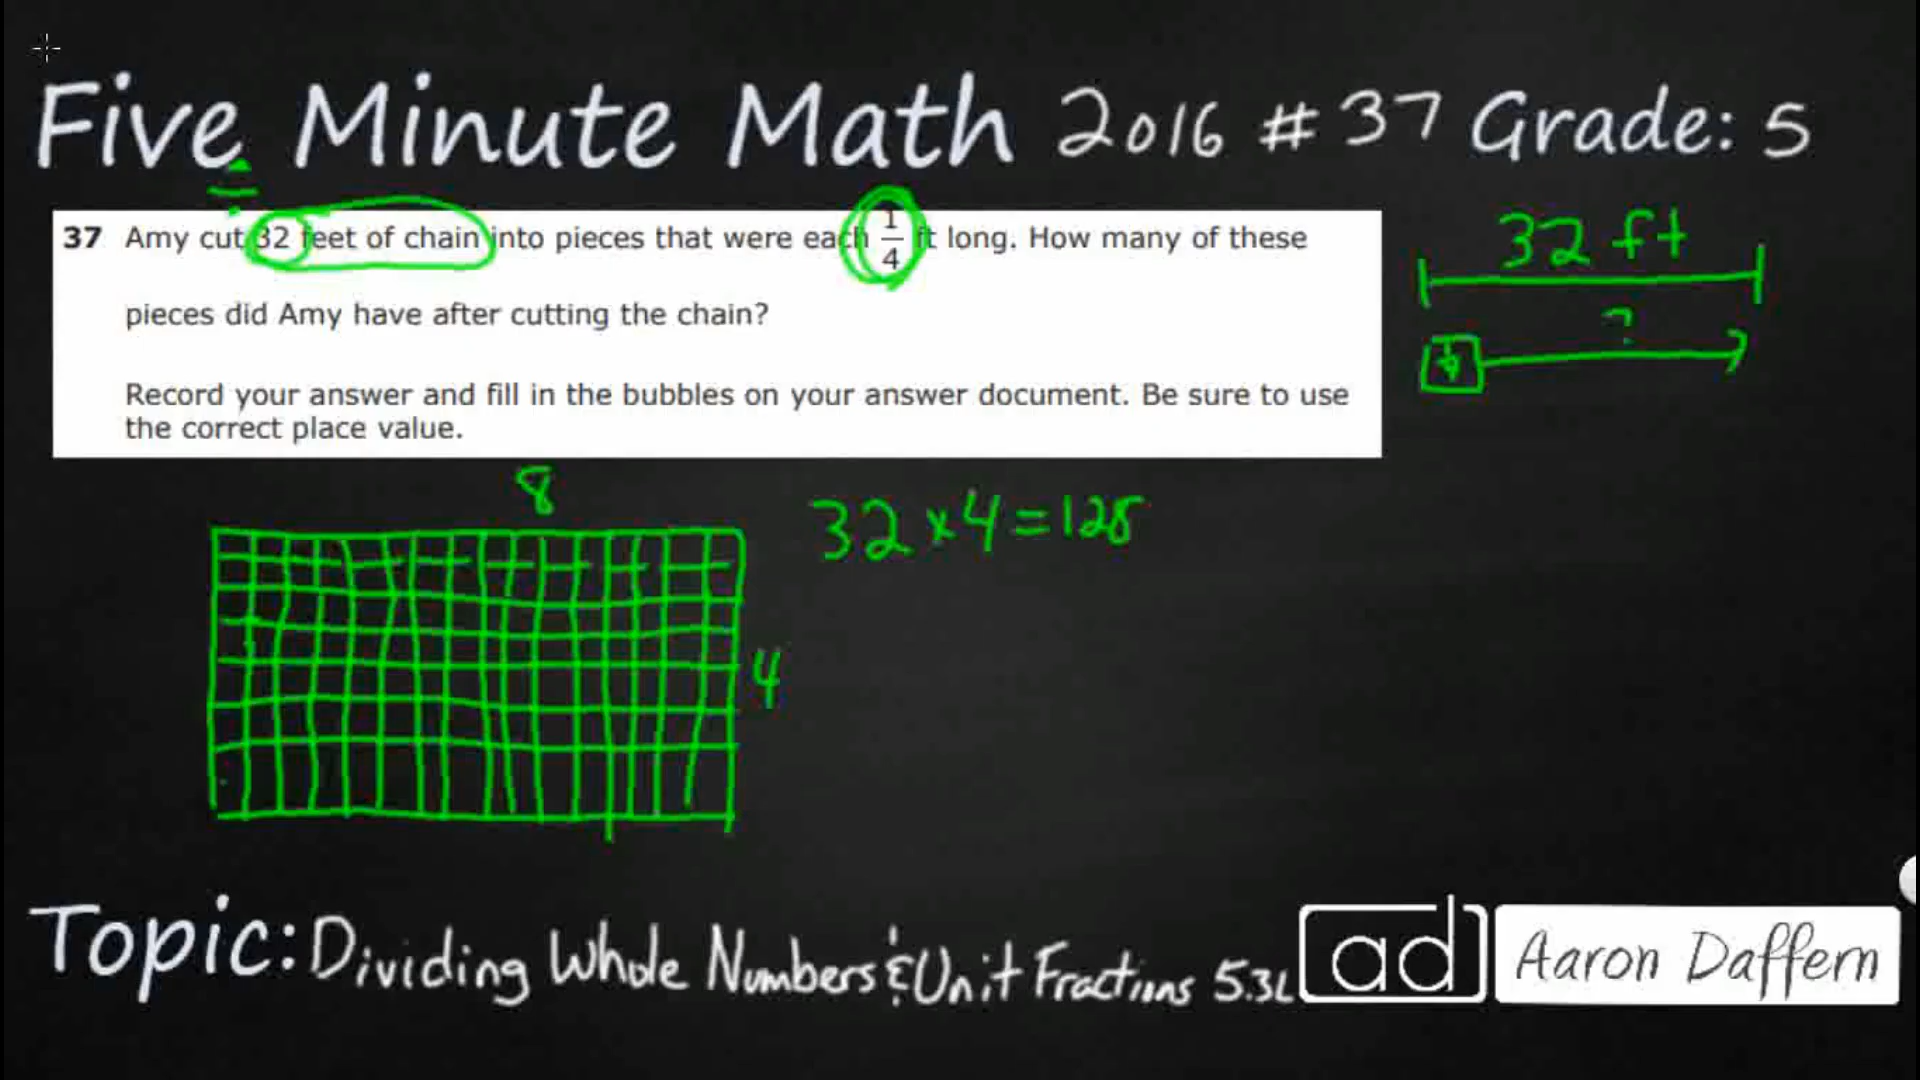 Five Minute Math 2016 # 37 Grade: 5
37 Amy cut 32 feet of chain into pieces that were each 1/4 ft long. How many of these
pieces did Amy have after cutting the chain?
Record your answer and fill in the bubbles on your answer document. Be sure to use
the correct place value.
32 ft
?
1/4
8
4
32 × 4 = 128
Topic: Dividing Whole Numbers & Unit Fractions 5.3L
ad Aaron Daffern